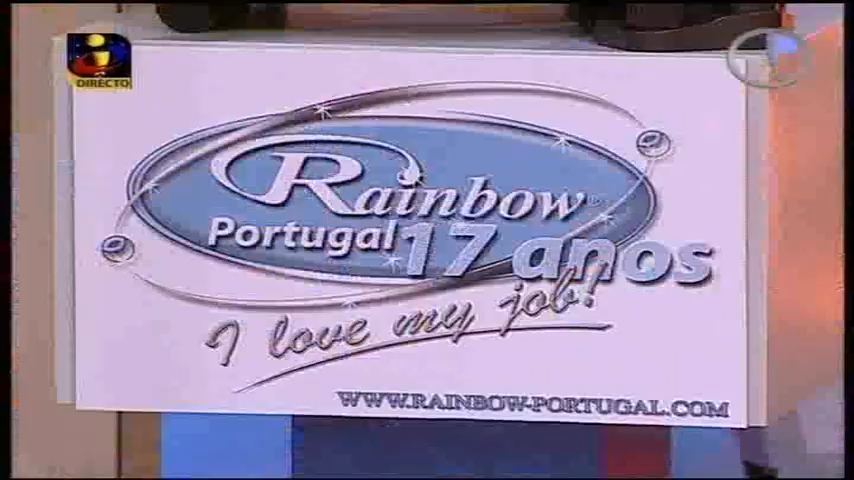 i
DIRECTO
Rainbow®
Portugal 17 anos
I love my job!
WWW.RAINBOW-PORTUGAL.COM